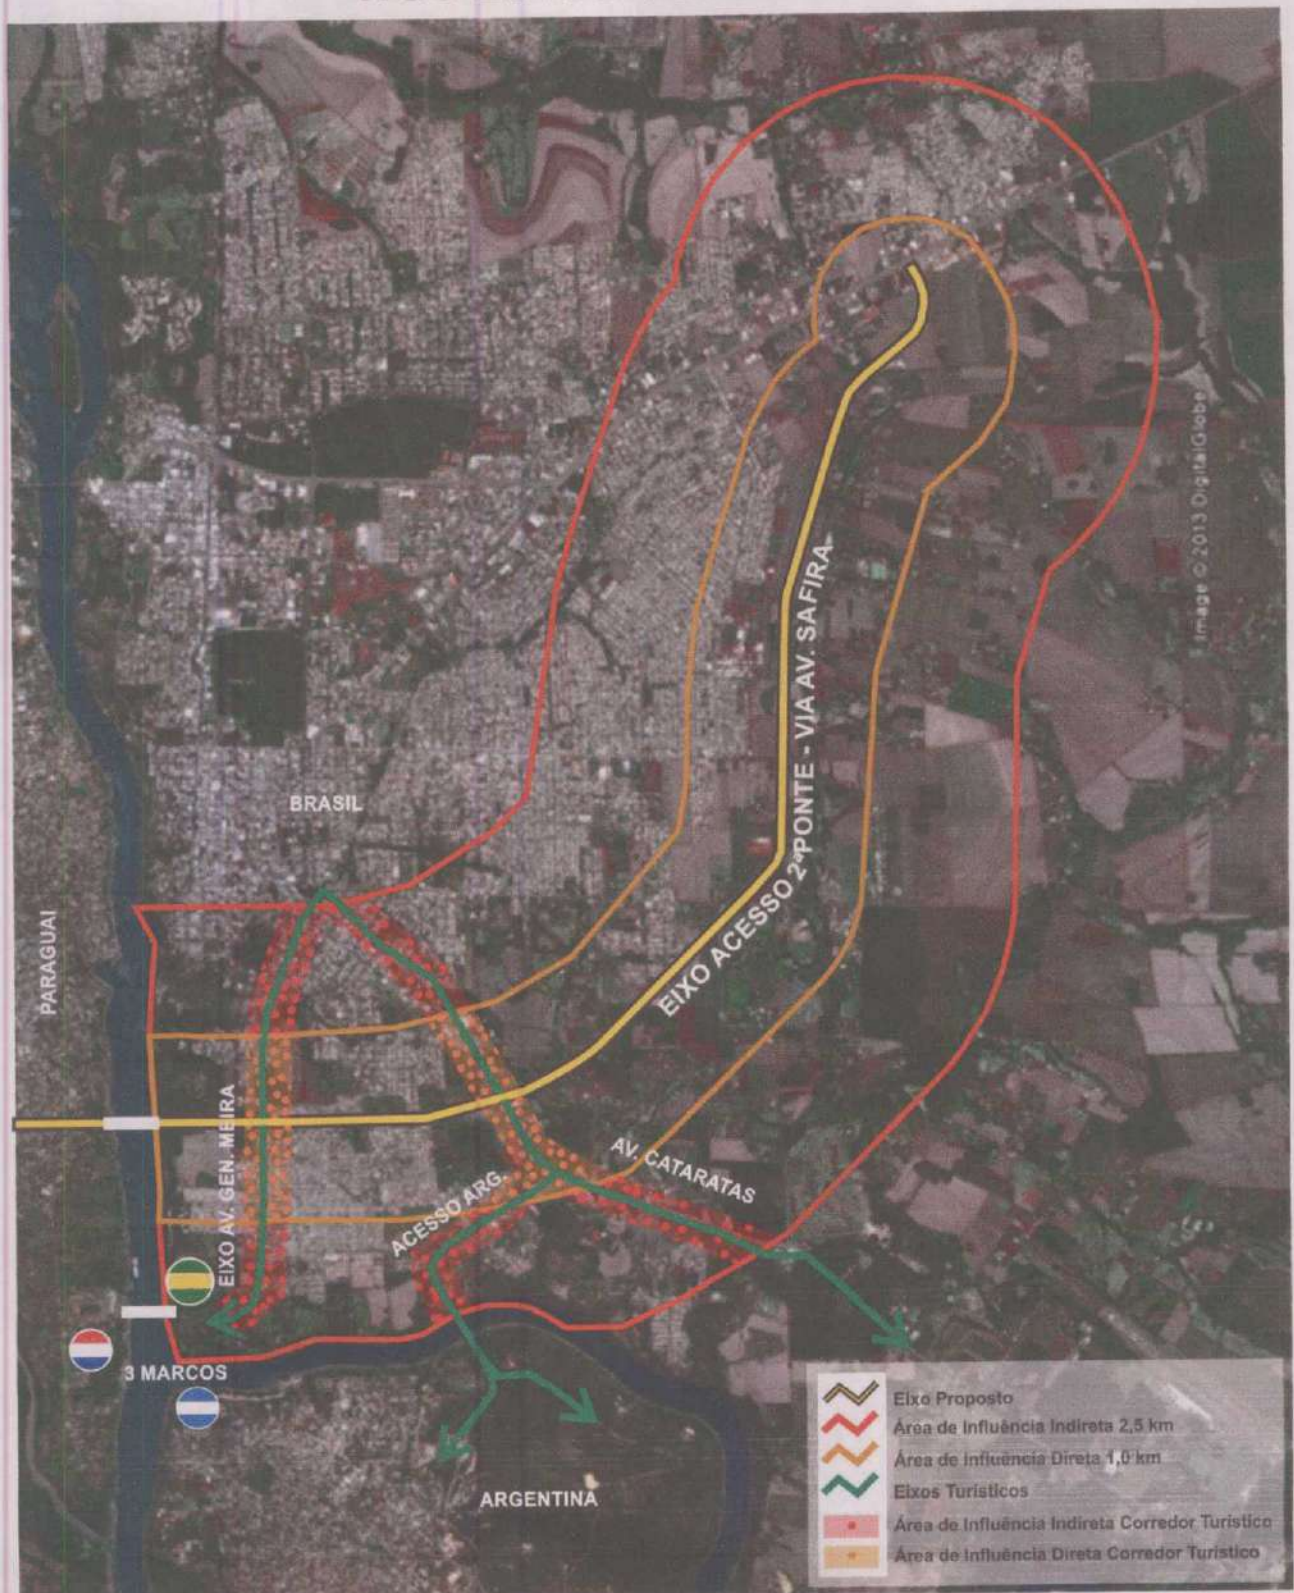 Image © 2013 DigitalGlobe
EIXO ACESSO 2ª PONTE - VIA AV. SAFIRA
BRASIL
PARAGUAI
EIXO AV. GEN. MEIRA
AV. CATARATAS
ACESSO ARG.
3 MARCOS
ARGENTINA
Eixo Proposto
Área de Influência Indireta 2,5 km
Área de Influência Direta 1,0 km
Eixos Turísticos
Área de Influência Indireta Corredor Turístico
Área de Influência Direta Corredor Turístico